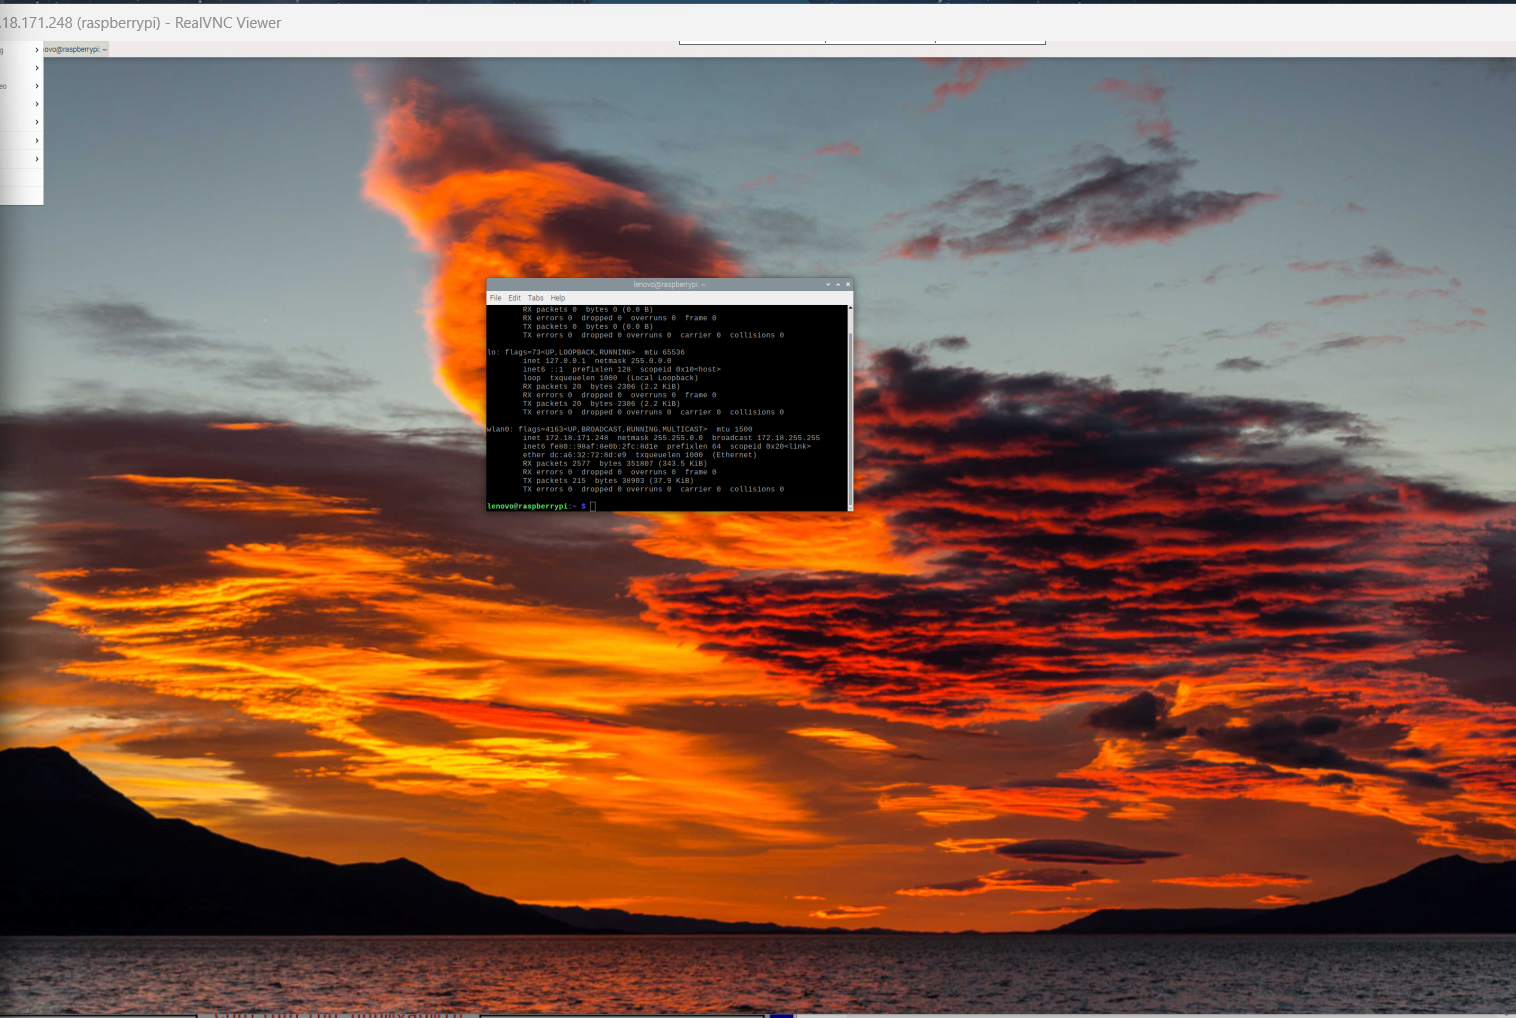 .18.171.248 (raspberrypi) - RealVNC Viewer
ovo@raspberrypi: ~
lenovo@raspberrypi: ~
File Edit Tabs Help
RX packets 0 bytes 0 (0.0 B)
RX errors 0 dropped 0 overruns 0 frame 0
TX packets 0 bytes 0 (0.0 B)
TX errors 0 dropped 0 overruns 0 carrier 0 collisions 0
lo: flags=73<UP,LOOPBACK,RUNNING> mtu 65536
inet 127.0.0.1 netmask 255.0.0.0
inet6 ::1 prefixlen 128 scopeid 0x10<host>
loop txqueuelen 1000 (Local Loopback)
RX packets 20 bytes 2306 (2.2 KiB)
RX errors 0 dropped 0 overruns 0 frame 0
TX packets 20 bytes 2306 (2.2 KiB)
TX errors 0 dropped 0 overruns 0 carrier 0 collisions 0
wlan0: flags=4163<UP,BROADCAST,RUNNING,MULTICAST> mtu 1500
inet 172.18.171.248 netmask 255.255.0.0 broadcast 172.18.255.255
inet6 fe80::98af:8e0b:2fc:8d1e prefixlen 64 scopeid 0x20<link>
ether dc:a6:32:72:8d:e9 txqueuelen 1000 (Ethernet)
RX packets 2577 bytes 351807 (343.5 KiB)
RX errors 0 dropped 0 overruns 0 frame 0
TX packets 215 bytes 38903 (37.9 KiB)
TX errors 0 dropped 0 overruns 0 carrier 0 collisions 0
lenovo@raspberrypi:~ $